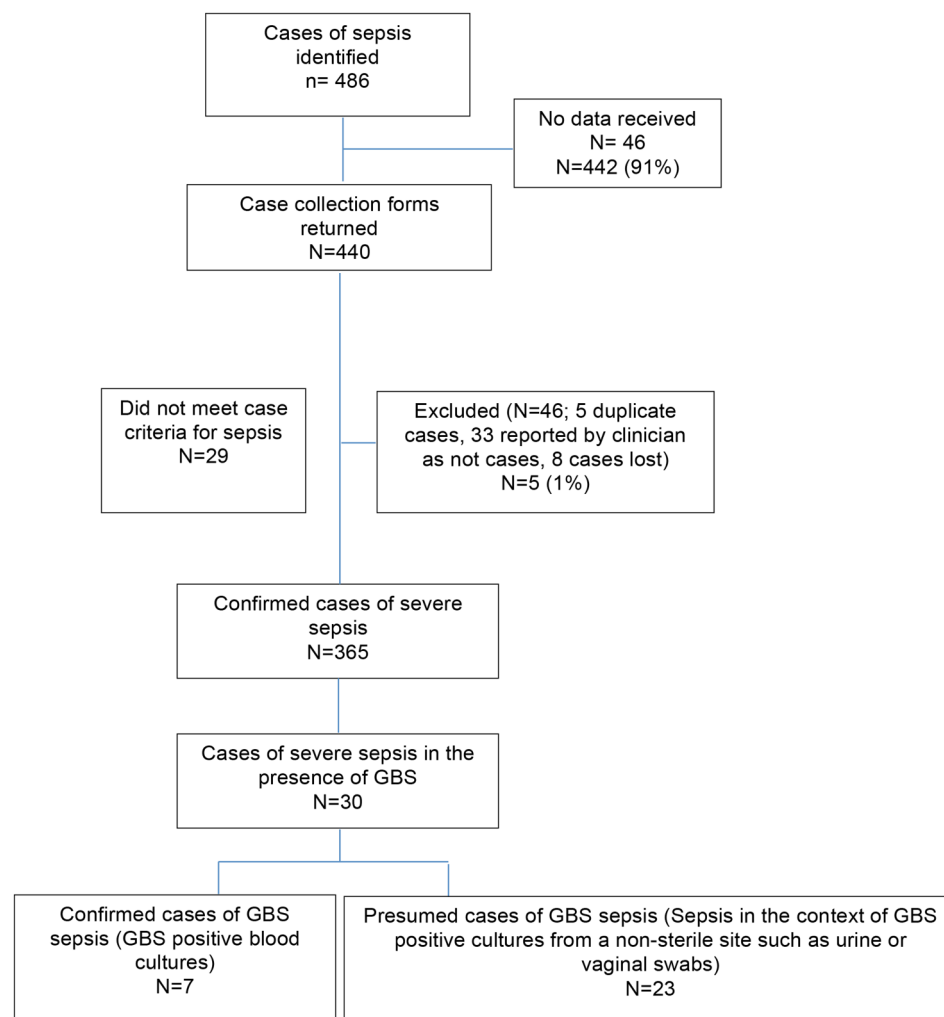 Cases of sepsis
identified
n= 486
No data received
N= 46
N=442 (91%)
Case collection forms
returned
N=440
Did not meet case
criteria for sepsis
N=29
Excluded (N=46; 5 duplicate
cases, 33 reported by clinician
as not cases, 8 cases lost)
N=5 (1%)
Confirmed cases of severe
sepsis
N=365
Cases of severe sepsis in the
presence of GBS
N=30
Confirmed cases of GBS
sepsis (GBS positive blood
cultures)
N=7
Presumed cases of GBS sepsis (Sepsis in the context of GBS
positive cultures from a non-sterile site such as urine or
vaginal swabs)
N=23